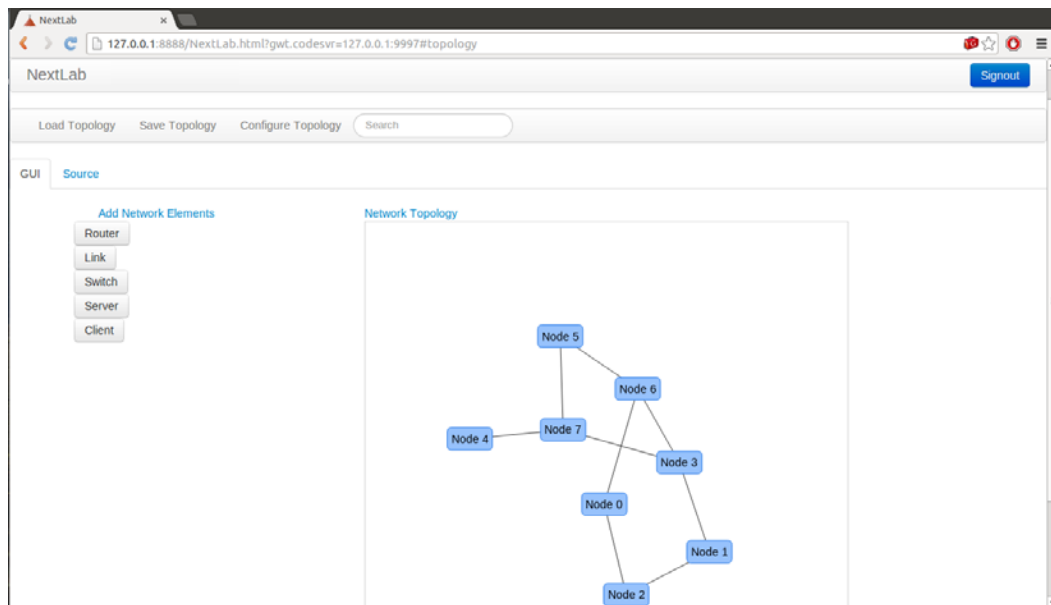 NextLab
127.0.0.1:8888/NextLab.html?gwt.codesvr=127.0.0.1:9997#topology
NextLab Signout
Load Topology Save Topology Configure Topology Search
GUI Source
Add Network Elements Network Topology
Router
Link
Switch
Server
Client
Node 5
Node 6
Node 7
Node 4
Node 3
Node 0
Node 1
Node 2